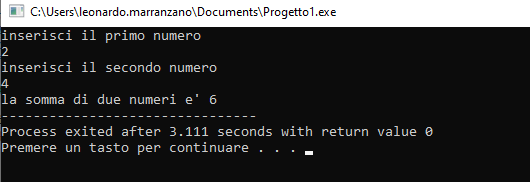 C:\Users\leonardo.marranzano\Documents\Progetto1.exe
inserisci il primo numero
2
inserisci il secondo numero
4
la somma di due numeri e' 6
--------------------------------
Process exited after 3.111 seconds with return value 0
Premere un tasto per continuare . . .